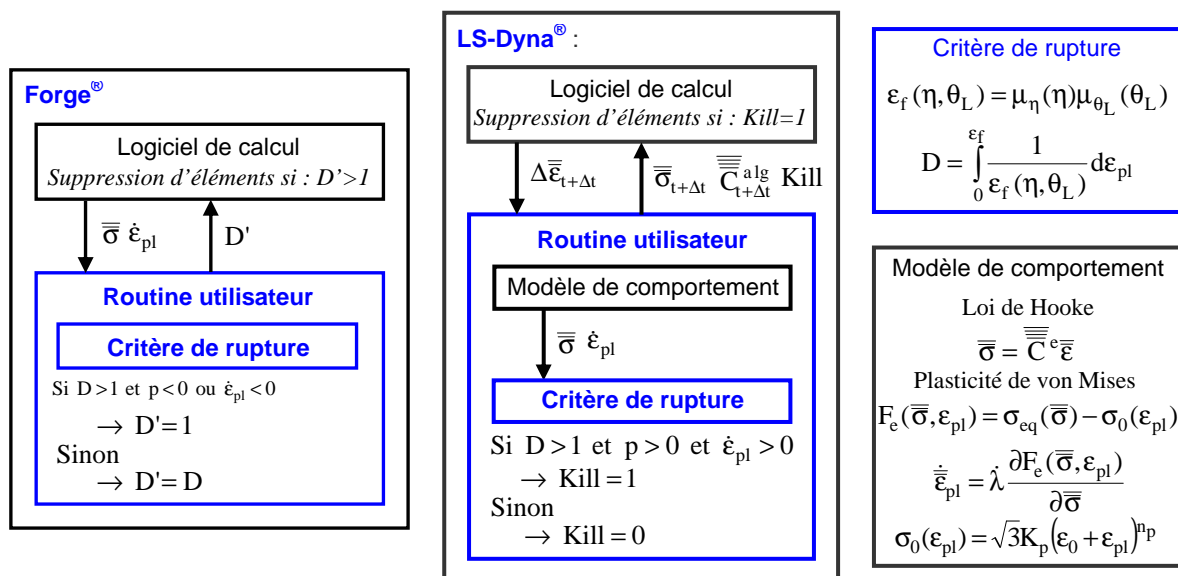 Forge®
Logiciel de calcul
Suppression d'éléments si : D'>1
σ̿ ε̇pl
D'
Routine utilisateur
Critère de rupture
Si D>1 et p<0 ou ε̇pl<0
→ D'=1
Sinon
→ D'=D
LS-Dyna® :
Logiciel de calcul
Suppression d'éléments si : Kill=1
Δε̿t+Δt
σ̿t+Δt C̿̿t+Δt^alg Kill
Routine utilisateur
Modèle de comportement
σ̿ ε̇pl
Critère de rupture
Si D>1 et p>0 et ε̇pl>0
→ Kill=1
Sinon
→ Kill=0
Critère de rupture
εf(η,θL)=μη(η)μθL(θL)
D = ∫0^εf 1/εf(η,θL) dεpl
Modèle de comportement
Loi de Hooke
σ̿ = C̿̿^e ε̿
Plasticité de von Mises
Fe(σ̿,εpl)=σeq(σ̿)−σ0(εpl)
ε̿̇pl = λ̇ ∂Fe(σ̿,εpl)/∂σ̿
σ0(εpl)=√3Kp(ε0+εpl)^np